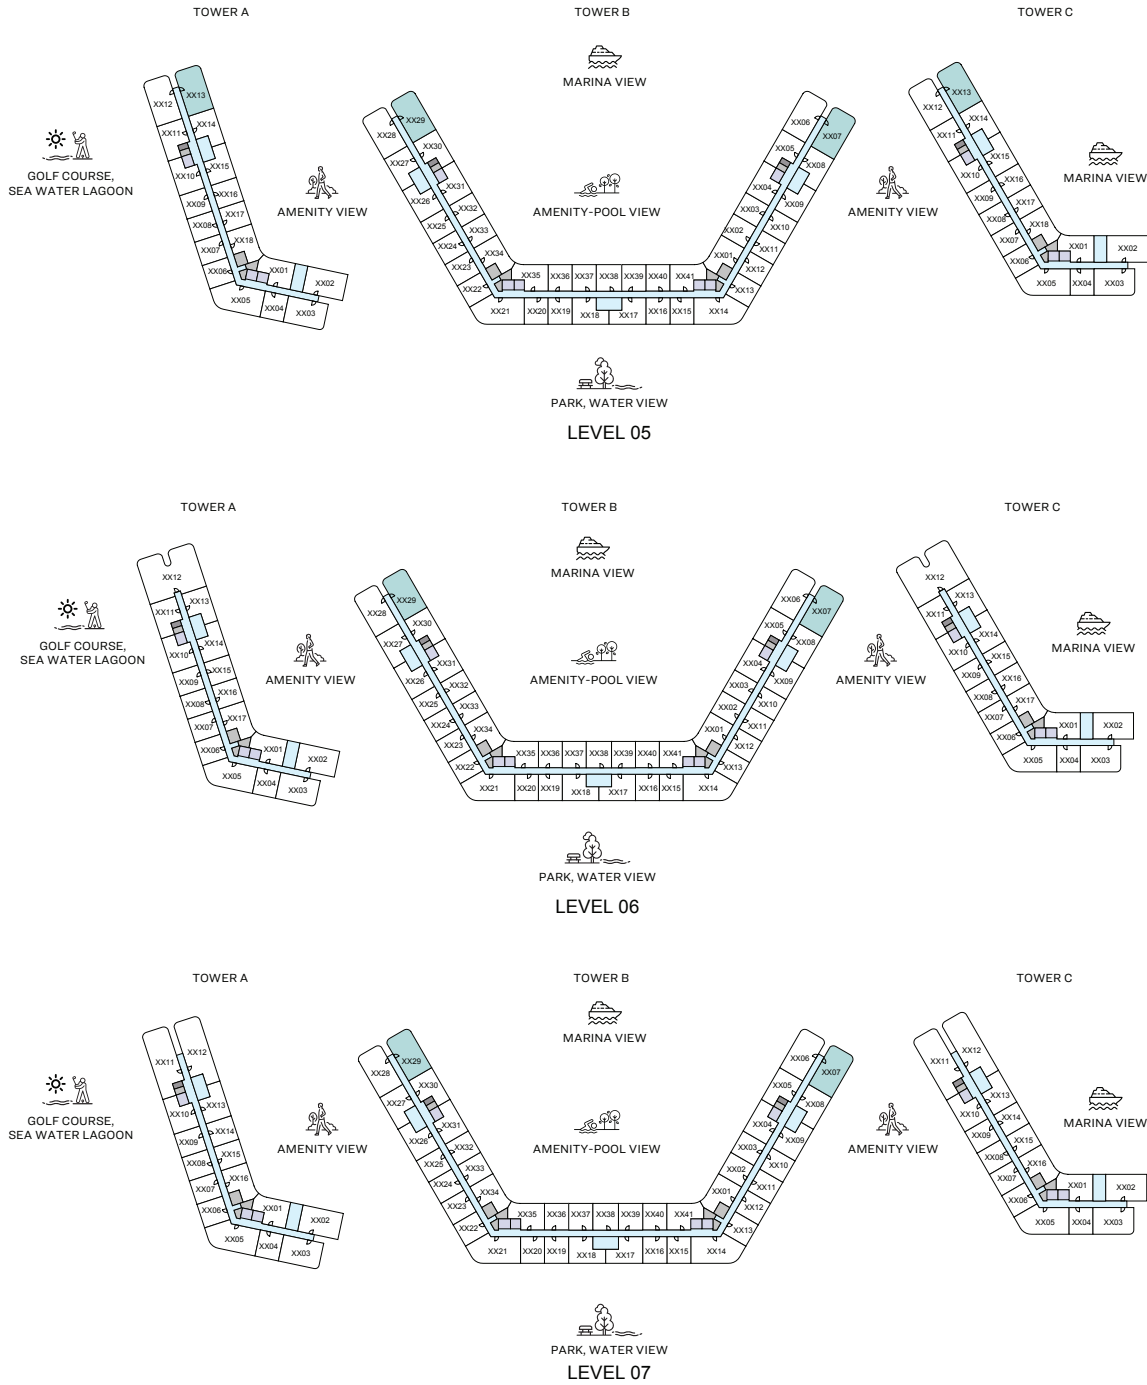 TOWER A
TOWER B
TOWER C
MARINA VIEW
GOLF COURSE,
SEA WATER LAGOON
AMENITY VIEW
AMENITY-POOL VIEW
AMENITY VIEW
MARINA VIEW
XX12
XX13
XX11
XX14
XX10
XX15
XX09
XX16
XX08
XX17
XX07
XX18
XX06
XX01
XX02
XX05
XX04
XX03
XX28
XX29
XX27
XX30
XX26
XX31
XX25
XX32
XX24
XX33
XX23
XX34
XX22
XX35
XX36
XX37
XX38
XX39
XX40
XX41
XX21
XX20
XX19
XX18
XX17
XX16
XX15
XX14
XX06
XX07
XX05
XX08
XX04
XX09
XX03
XX10
XX02
XX11
XX01
XX12
XX13
XX12
XX13
XX11
XX14
XX10
XX15
XX09
XX16
XX08
XX17
XX07
XX18
XX06
XX01
XX02
XX05
XX04
XX03
PARK, WATER VIEW
LEVEL 05
TOWER A
TOWER B
TOWER C
MARINA VIEW
GOLF COURSE,
SEA WATER LAGOON
AMENITY VIEW
AMENITY-POOL VIEW
AMENITY VIEW
MARINA VIEW
XX12
XX11
XX13
XX10
XX14
XX09
XX15
XX08
XX16
XX07
XX17
XX06
XX01
XX02
XX05
XX04
XX03
XX28
XX29
XX27
XX30
XX26
XX31
XX25
XX32
XX24
XX33
XX23
XX34
XX22
XX35
XX36
XX37
XX38
XX39
XX40
XX41
XX21
XX20
XX19
XX18
XX17
XX16
XX15
XX14
XX06
XX07
XX05
XX08
XX04
XX09
XX03
XX10
XX02
XX11
XX01
XX12
XX13
XX12
XX11
XX13
XX10
XX14
XX09
XX15
XX08
XX16
XX07
XX17
XX06
XX01
XX02
XX05
XX04
XX03
PARK, WATER VIEW
LEVEL 06
TOWER A
TOWER B
TOWER C
MARINA VIEW
GOLF COURSE,
SEA WATER LAGOON
AMENITY VIEW
AMENITY-POOL VIEW
AMENITY VIEW
MARINA VIEW
XX11
XX12
XX10
XX13
XX09
XX14
XX08
XX15
XX07
XX16
XX06
XX01
XX02
XX05
XX04
XX03
XX28
XX29
XX27
XX30
XX26
XX31
XX25
XX32
XX24
XX33
XX23
XX34
XX22
XX35
XX36
XX37
XX38
XX39
XX40
XX41
XX21
XX20
XX19
XX18
XX17
XX16
XX15
XX14
XX06
XX07
XX05
XX08
XX04
XX09
XX03
XX10
XX02
XX11
XX01
XX12
XX13
XX11
XX12
XX10
XX13
XX09
XX14
XX08
XX15
XX07
XX16
XX06
XX01
XX02
XX05
XX04
XX03
PARK, WATER VIEW
LEVEL 07